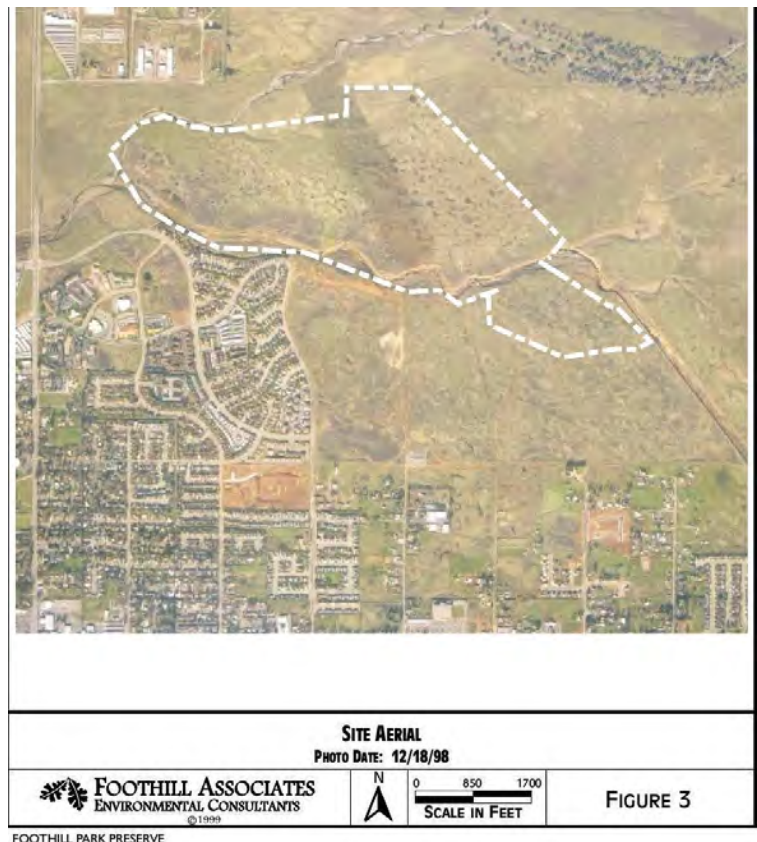 SITE AERIAL
PHOTO DATE: 12/18/98
FOOTHILL ASSOCIATES
ENVIRONMENTAL CONSULTANTS
©1999
N
0 850 1700
SCALE IN FEET
FIGURE 3
FOOTHILL PARK PRESERVE